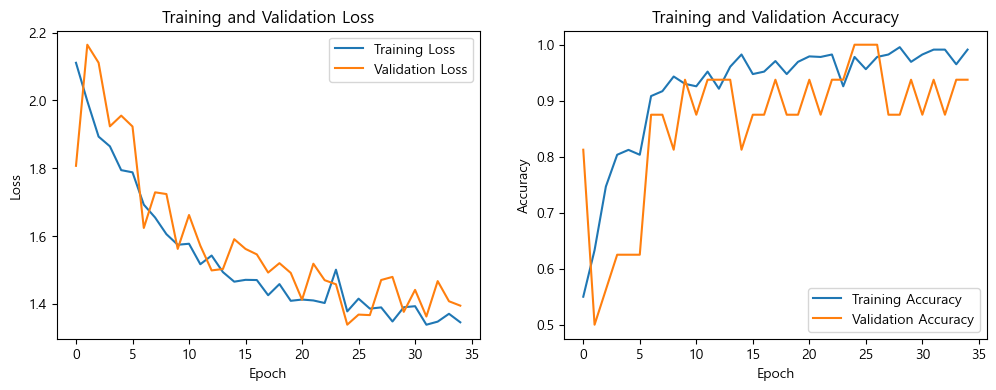 Training and Validation Loss
2.2
2.0
1.8
1.6
1.4
Loss
0
5
10
15
20
25
30
35
Epoch
Training Loss
Validation Loss
Training and Validation Accuracy
1.0
0.9
0.8
0.7
0.6
0.5
Accuracy
0
5
10
15
20
25
30
35
Epoch
Training Accuracy
Validation Accuracy